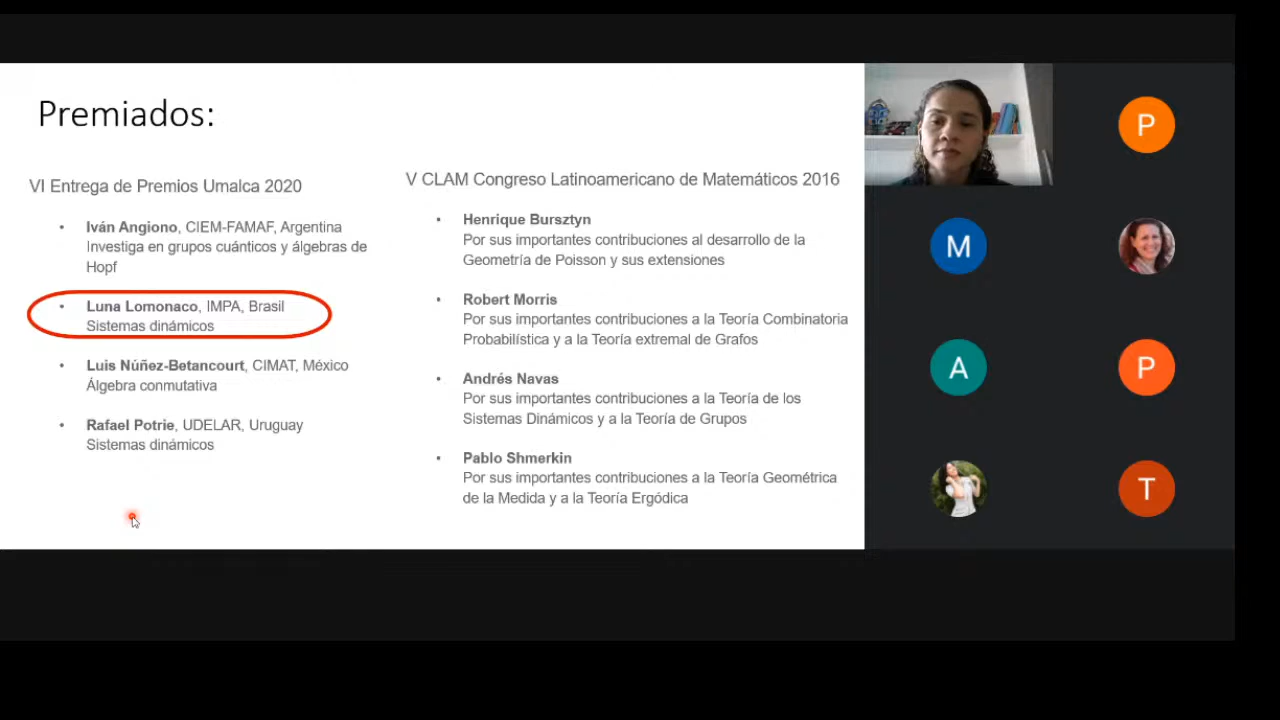 Premiados:
VI Entrega de Premios Umalca 2020
• Iván Angiono, CIEM-FAMAF, Argentina
Investiga en grupos cuánticos y álgebras de
Hopf
• Luna Lomonaco, IMPA, Brasil
Sistemas dinámicos
• Luis Núñez-Betancourt, CIMAT, México
Álgebra conmutativa
• Rafael Potrie, UDELAR, Uruguay
Sistemas dinámicos
V CLAM Congreso Latinoamericano de Matemáticos 2016
• Henrique Bursztyn
Por sus importantes contribuciones al desarrollo de la
Geometría de Poisson y sus extensiones
• Robert Morris
Por sus importantes contribuciones a la Teoría Combinatoria
Probabilística y a la Teoría extremal de Grafos
• Andrés Navas
Por sus importantes contribuciones a la Teoría de los
Sistemas Dinámicos y a la Teoría de Grupos
• Pablo Shmerkin
Por sus importantes contribuciones a la Teoría Geométrica
de la Medida y a la Teoría Ergódica
P
M
A
P
T